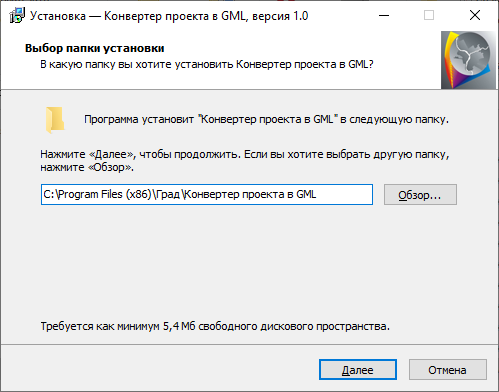 Установка — Конвертер проекта в GML, версия 1.0
Выбор папки установки
В какую папку вы хотите установить Конвертер проекта в GML?
Программа установит "Конвертер проекта в GML" в следующую папку.
Нажмите «Далее», чтобы продолжить. Если вы хотите выбрать другую папку,
нажмите «Обзор».
C:\Program Files (x86)\Град\Конвертер проекта в GML
Обзор...
Требуется как минимум 5,4 Мб свободного дискового пространства.
Далее
Отмена